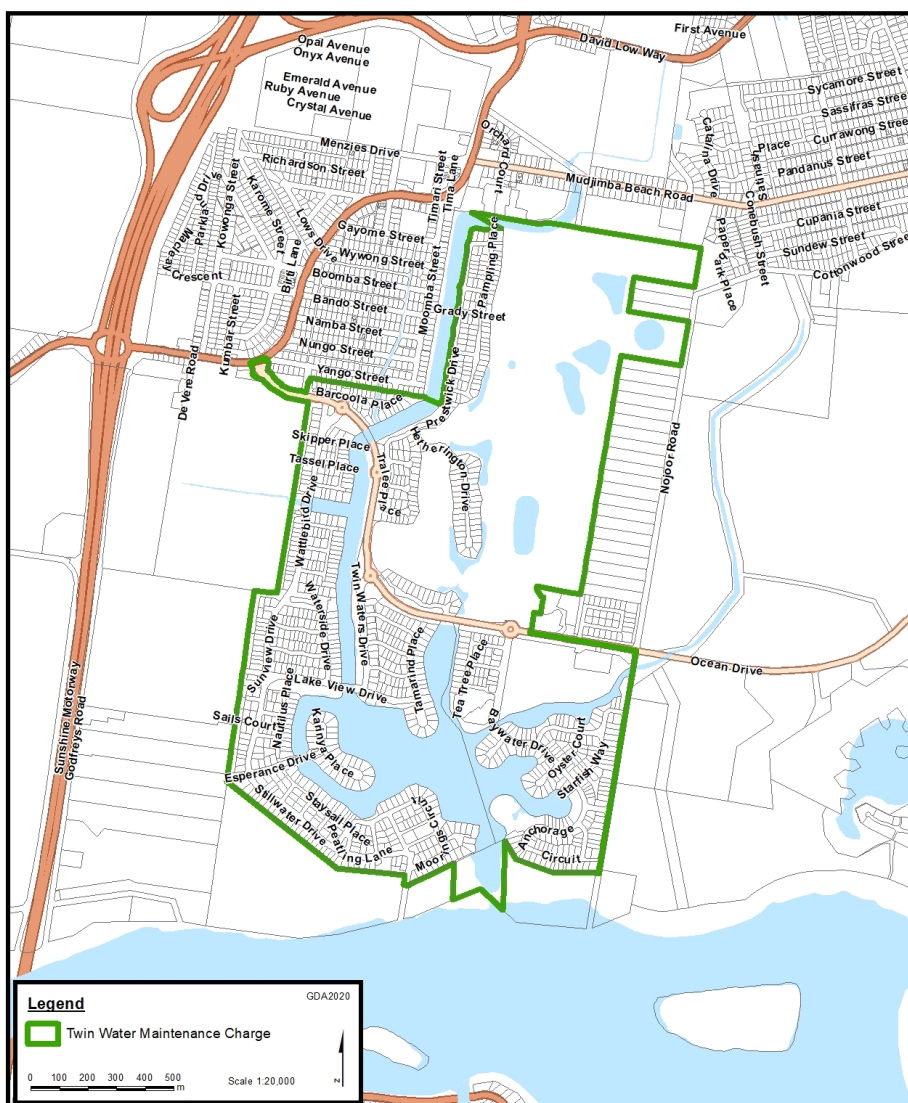 First Avenue
David Low Way
Opal Avenue
Onyx Avenue
Emerald Avenue
Ruby Avenue
Crystal Avenue
Sycamore Street
Sassifras Street
Currawong Street
Place
Pandanus Street
Catalina Drive
Orchard Court
Menzies Drive
Richardson Street
Timari Street
Tima Lane
Mudjimba Beach Road
Saltash
Conebush Street
Cupania Street
Sundew Street
Cottonwood Street
Paperbark Place
Parkland Drive
Macleay
Crescent
Kowonga Street
Karrome Street
Lows Drive
Birti Lane
Gayome Street
Wywong Street
Boomba Street
Bando Street
Namba Street
Nungo Street
Yango Street
Moomba Street
Pampling Place
Grady Street
Kumbar Street
De Vere Road
Barcoola Place
Prestwick Drive
Skipper Place
Tassel Place
Tralee Place
Hetherington Drive
Nojoor Road
Wattlebird Drive
Waterside Drive
Twin Waters Drive
Sunview Drive
Tamarind Place
Tea Tree Place
Ocean Drive
Lake View Drive
Nautilus Place
Sails Court
Karinya Place
Baywater Drive
Oyster Court
Starfish Way
Esperance Drive
Stillwater Drive
Staysail Place
Peatling Lane
Moorings Circuit
Anchorage
Circuit
Sunshine Motorway
Godfreys Road
Legend
GDA2020
Twin Water Maintenance Charge
0 100 200 300 400 500
m
Scale 1:20,000
N